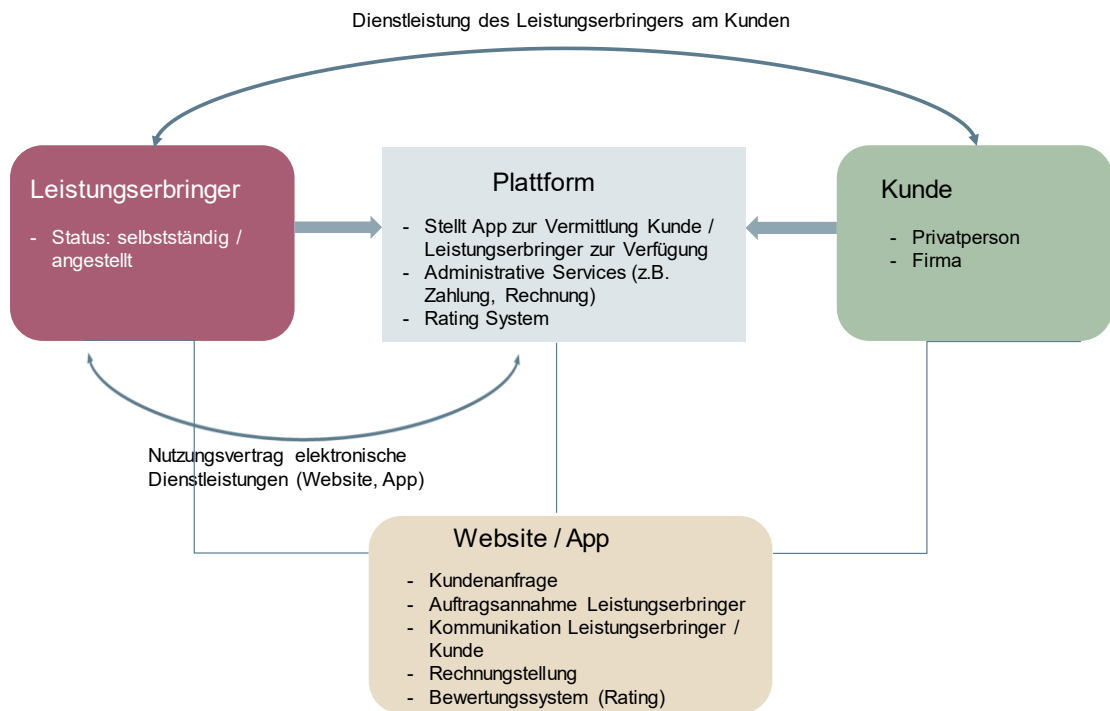 Dienstleistung des Leistungserbringers am Kunden
Leistungserbringer
- Status: selbstständig /
angestellt
Plattform
- Stellt App zur Vermittlung Kunde /
Leistungserbringer zur Verfügung
- Administrative Services (z.B.
Zahlung, Rechnung)
- Rating System
Kunde
- Privatperson
- Firma
Nutzungsvertrag elektronische
Dienstleistungen (Website, App)
Website / App
- Kundenanfrage
- Auftragsannahme Leistungserbringer
- Kommunikation Leistungserbringer /
Kunde
- Rechnungstellung
- Bewertungssystem (Rating)